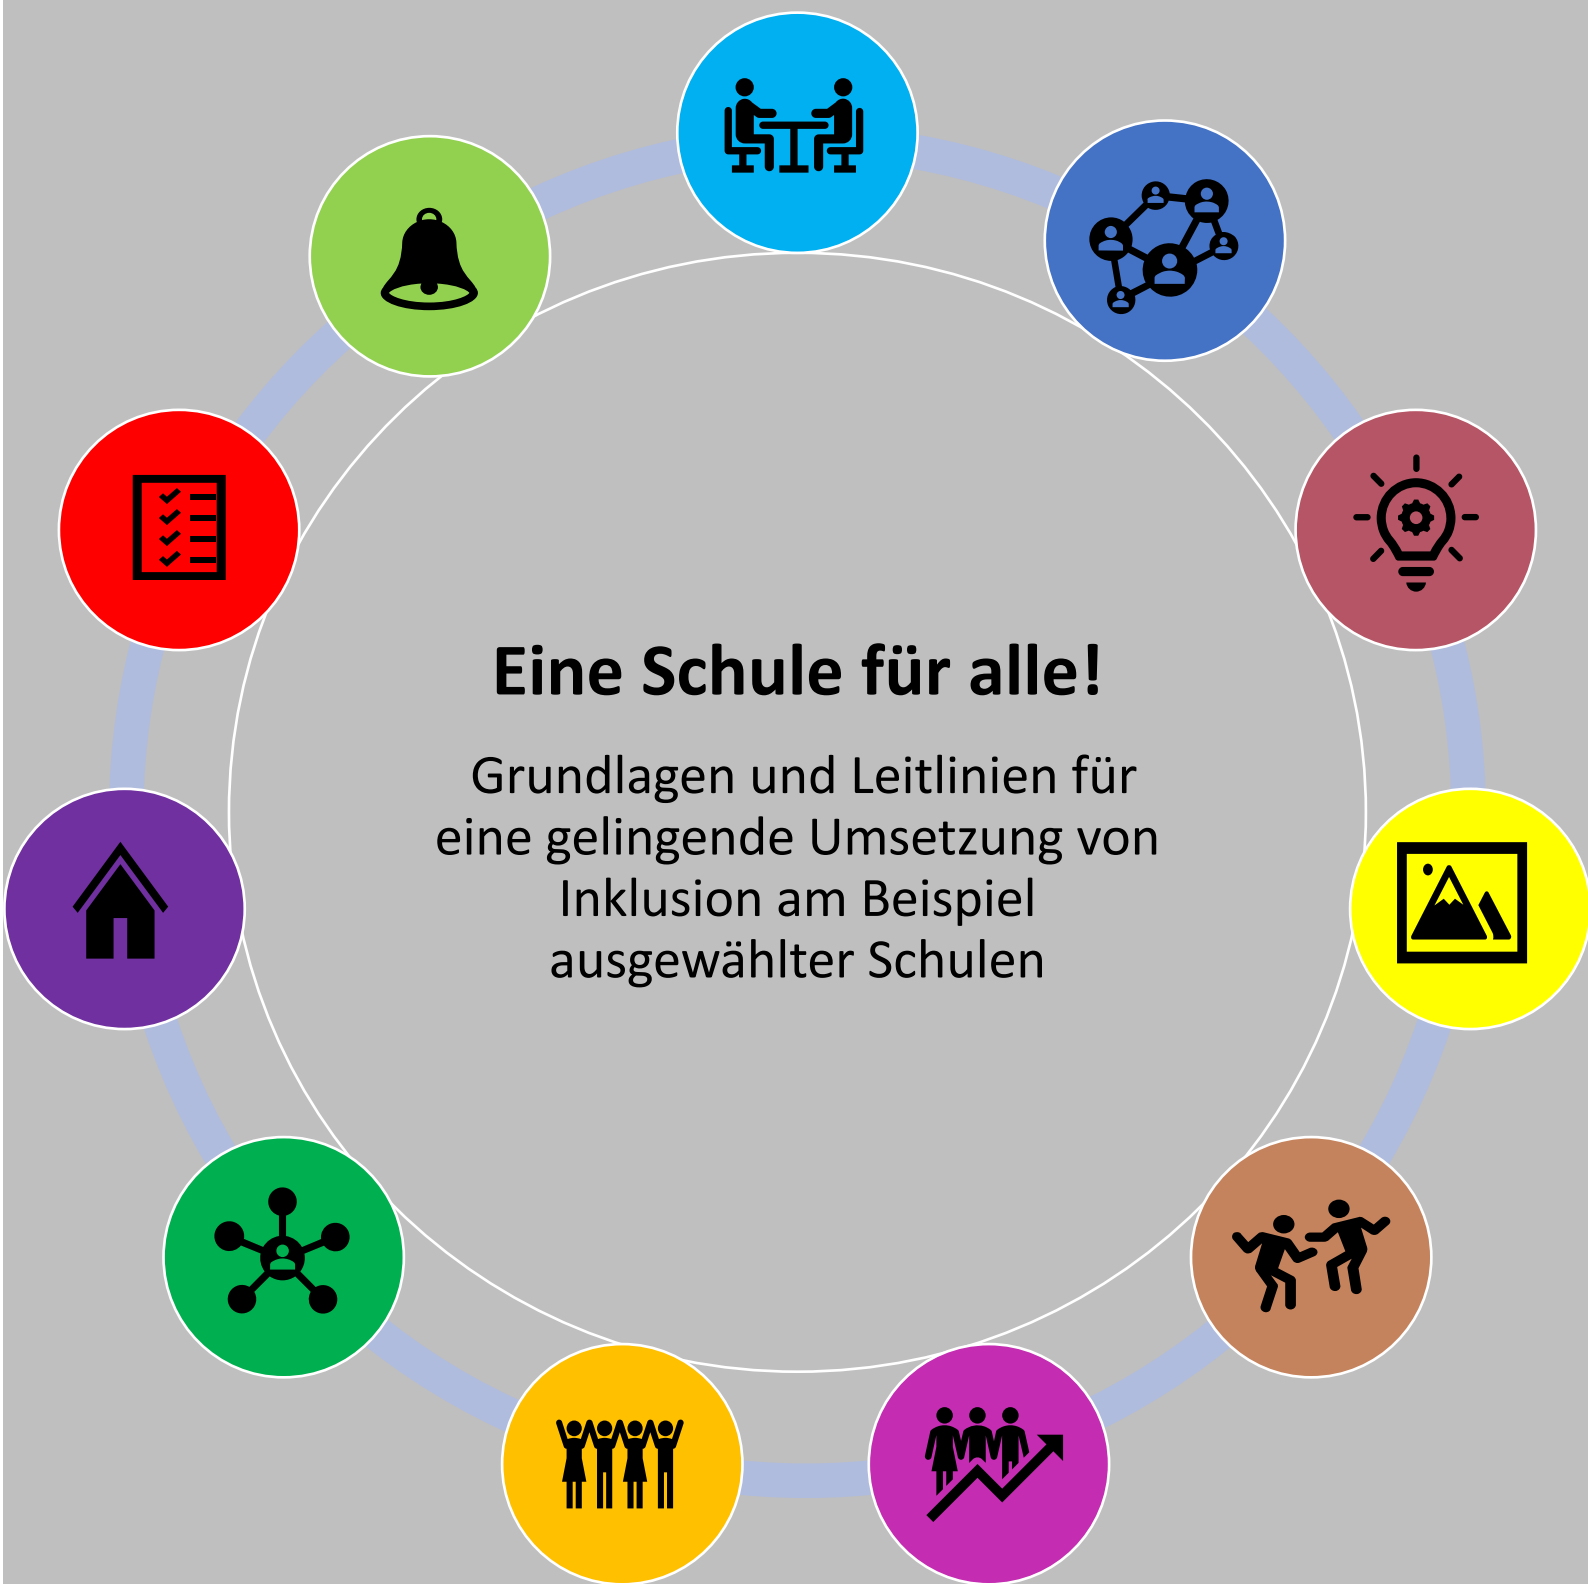 Eine Schule für alle!
Grundlagen und Leitlinien für
eine gelingende Umsetzung von
Inklusion am Beispiel
ausgewählter Schulen